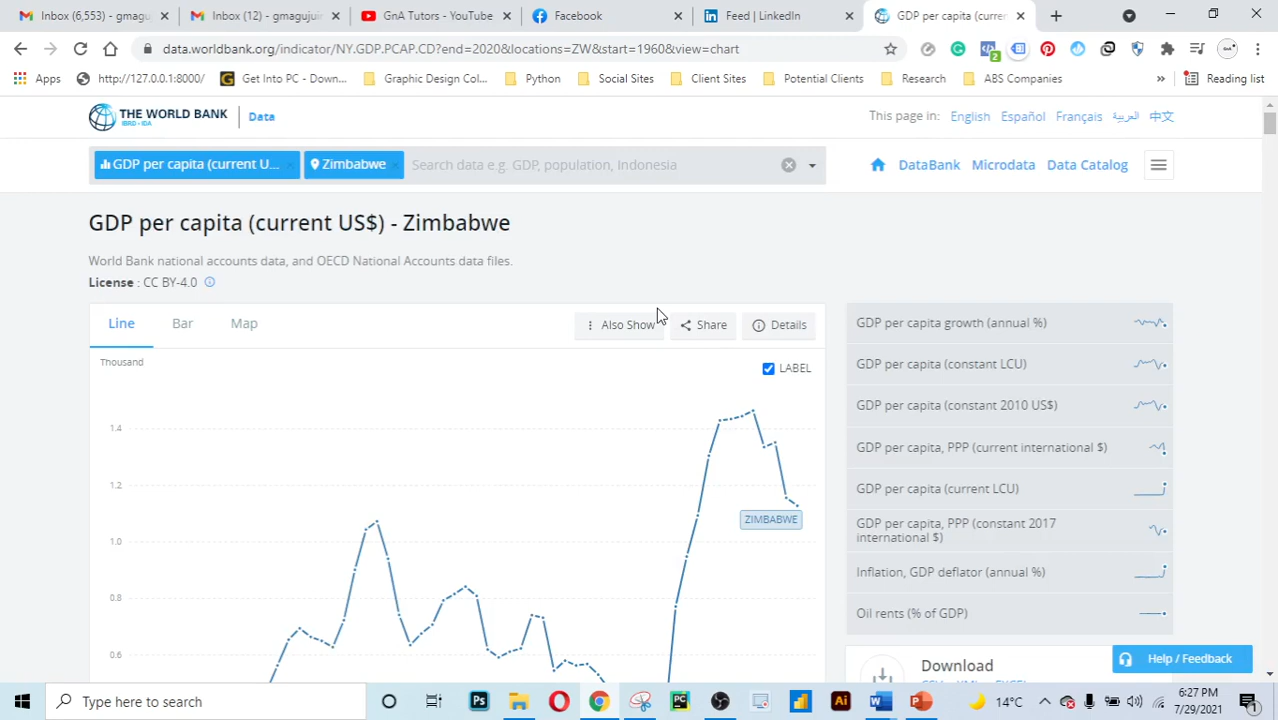 Inbox (6,553) - gmagu
Inbox (12) - gmagujui
GnA Tutors - YouTube
Facebook
Feed | LinkedIn
GDP per capita (curre
data.worldbank.org/indicator/NY.GDP.PCAP.CD?end=2020&locations=ZW&start=1960&view=chart
2
Apps
http://127.0.0.1:8000/
Get Into PC - Down...
Graphic Design Col...
Python
Social Sites
Client Sites
Potential Clients
Research
ABS Companies
»
Reading list
THE WORLD BANK
IBRD · IDA
Data
This page in: English Español Français العربية 中文
GDP per capita (current U...
Zimbabwe
Search data e.g. GDP, population, Indonesia
DataBank Microdata Data Catalog
GDP per capita (current US$) - Zimbabwe
World Bank national accounts data, and OECD National Accounts data files.
License : CC BY-4.0
Line Bar Map
Also Show
Share
Details
Thousand
LABEL
1.4
1.2
1.0
0.8
0.6
ZIMBABWE
GDP per capita growth (annual %)
GDP per capita (constant LCU)
GDP per capita (constant 2010 US$)
GDP per capita, PPP (current international $)
GDP per capita (current LCU)
GDP per capita, PPP (constant 2017
international $)
Inflation, GDP deflator (annual %)
Oil rents (% of GDP)
Download
Help / Feedback
Type here to search
Ps
PC
Ai
14°C
6:27 PM
7/29/2021
1